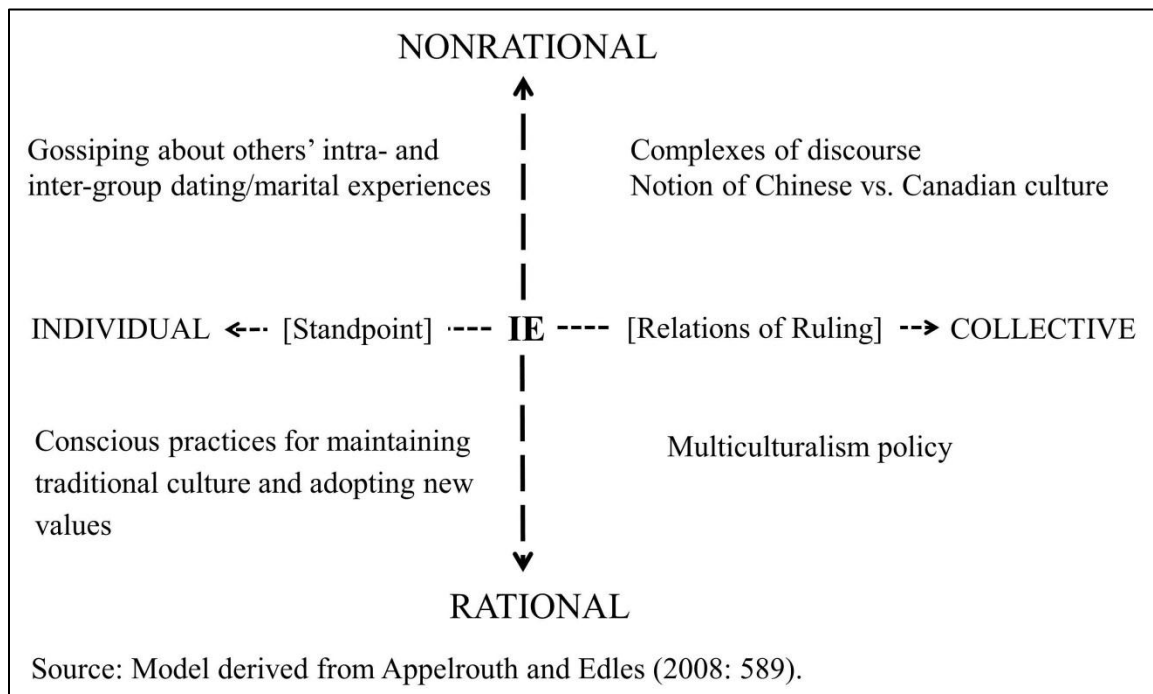 NONRATIONAL
Gossiping about others’ intra- and
inter-group dating/marital experiences
Complexes of discourse
Notion of Chinese vs. Canadian culture
INDIVIDUAL [Standpoint] IE [Relations of Ruling] COLLECTIVE
Conscious practices for maintaining
traditional culture and adopting new
values
Multiculturalism policy
RATIONAL
Source: Model derived from Appelrouth and Edles (2008: 589).